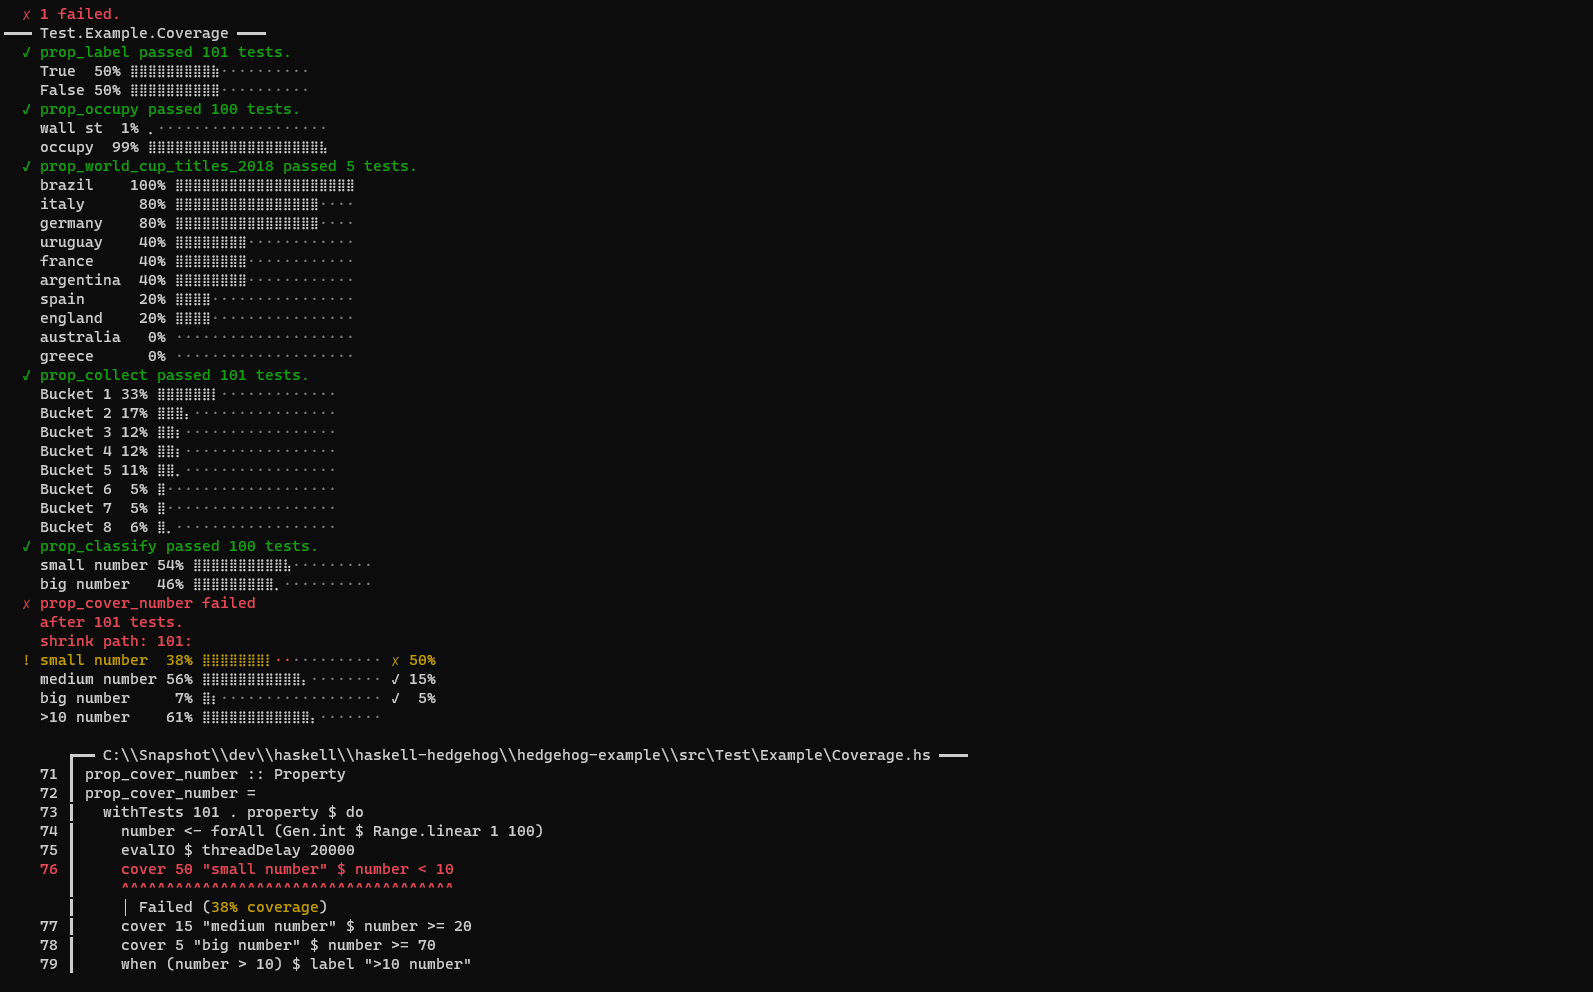 ✗ 1 failed.
━━━ Test.Example.Coverage ━━━
✓ prop_label passed 101 tests.
True  50% ⣿⣿⣿⣿⣿⣿⣿⣿⣿⣷··········
False 50% ⣿⣿⣿⣿⣿⣿⣿⣿⣿⣿··········
✓ prop_occupy passed 100 tests.
wall st  1% ⡀···················
occupy  99% ⣿⣿⣿⣿⣿⣿⣿⣿⣿⣿⣿⣿⣿⣿⣿⣿⣿⣿⣿⣧
✓ prop_world_cup_titles_2018 passed 5 tests.
brazil    100% ⣿⣿⣿⣿⣿⣿⣿⣿⣿⣿⣿⣿⣿⣿⣿⣿⣿⣿⣿⣿
italy      80% ⣿⣿⣿⣿⣿⣿⣿⣿⣿⣿⣿⣿⣿⣿⣿⣿····
germany    80% ⣿⣿⣿⣿⣿⣿⣿⣿⣿⣿⣿⣿⣿⣿⣿⣿····
uruguay    40% ⣿⣿⣿⣿⣿⣿⣿⣿············
france     40% ⣿⣿⣿⣿⣿⣿⣿⣿············
argentina  40% ⣿⣿⣿⣿⣿⣿⣿⣿············
spain      20% ⣿⣿⣿⣿················
england    20% ⣿⣿⣿⣿················
australia   0% ····················
greece      0% ····················
✓ prop_collect passed 101 tests.
Bucket 1 33% ⣿⣿⣿⣿⣿⣿⡇·············
Bucket 2 17% ⣿⣿⣿⡄················
Bucket 3 12% ⣿⣿⡆·················
Bucket 4 12% ⣿⣿⡆·················
Bucket 5 11% ⣿⣿⡀·················
Bucket 6  5% ⣿···················
Bucket 7  5% ⣿···················
Bucket 8  6% ⣿⡀··················
✓ prop_classify passed 100 tests.
small number 54% ⣿⣿⣿⣿⣿⣿⣿⣿⣿⣿⣧·········
big number   46% ⣿⣿⣿⣿⣿⣿⣿⣿⣿⡀··········
✗ prop_cover_number failed
after 101 tests.
shrink path: 101:
! small number  38% ⣿⣿⣿⣿⣿⣿⣿⡇············ ✗ 50%
medium number 56% ⣿⣿⣿⣿⣿⣿⣿⣿⣿⣿⣿⡄········ ✓ 15%
big number     7% ⣿⡆·················· ✓  5%
>10 number    61% ⣿⣿⣿⣿⣿⣿⣿⣿⣿⣿⣿⣿⡄·······
┏━━ C:\\Snapshot\\dev\\haskell\\haskell-hedgehog\\hedgehog-example\\src\Test\Example\Coverage.hs ━━━
71 ┃ prop_cover_number :: Property
72 ┃ prop_cover_number =
73 ┃   withTests 101 . property $ do
74 ┃     number <- forAll (Gen.int $ Range.linear 1 100)
75 ┃     evalIO $ threadDelay 20000
76 ┃     cover 50 "small number" $ number < 10
┃     ^^^^^^^^^^^^^^^^^^^^^^^^^^^^^^^^^^^^^
┃     │ Failed (38% coverage)
77 ┃     cover 15 "medium number" $ number >= 20
78 ┃     cover 5 "big number" $ number >= 70
79 ┃     when (number > 10) $ label ">10 number"